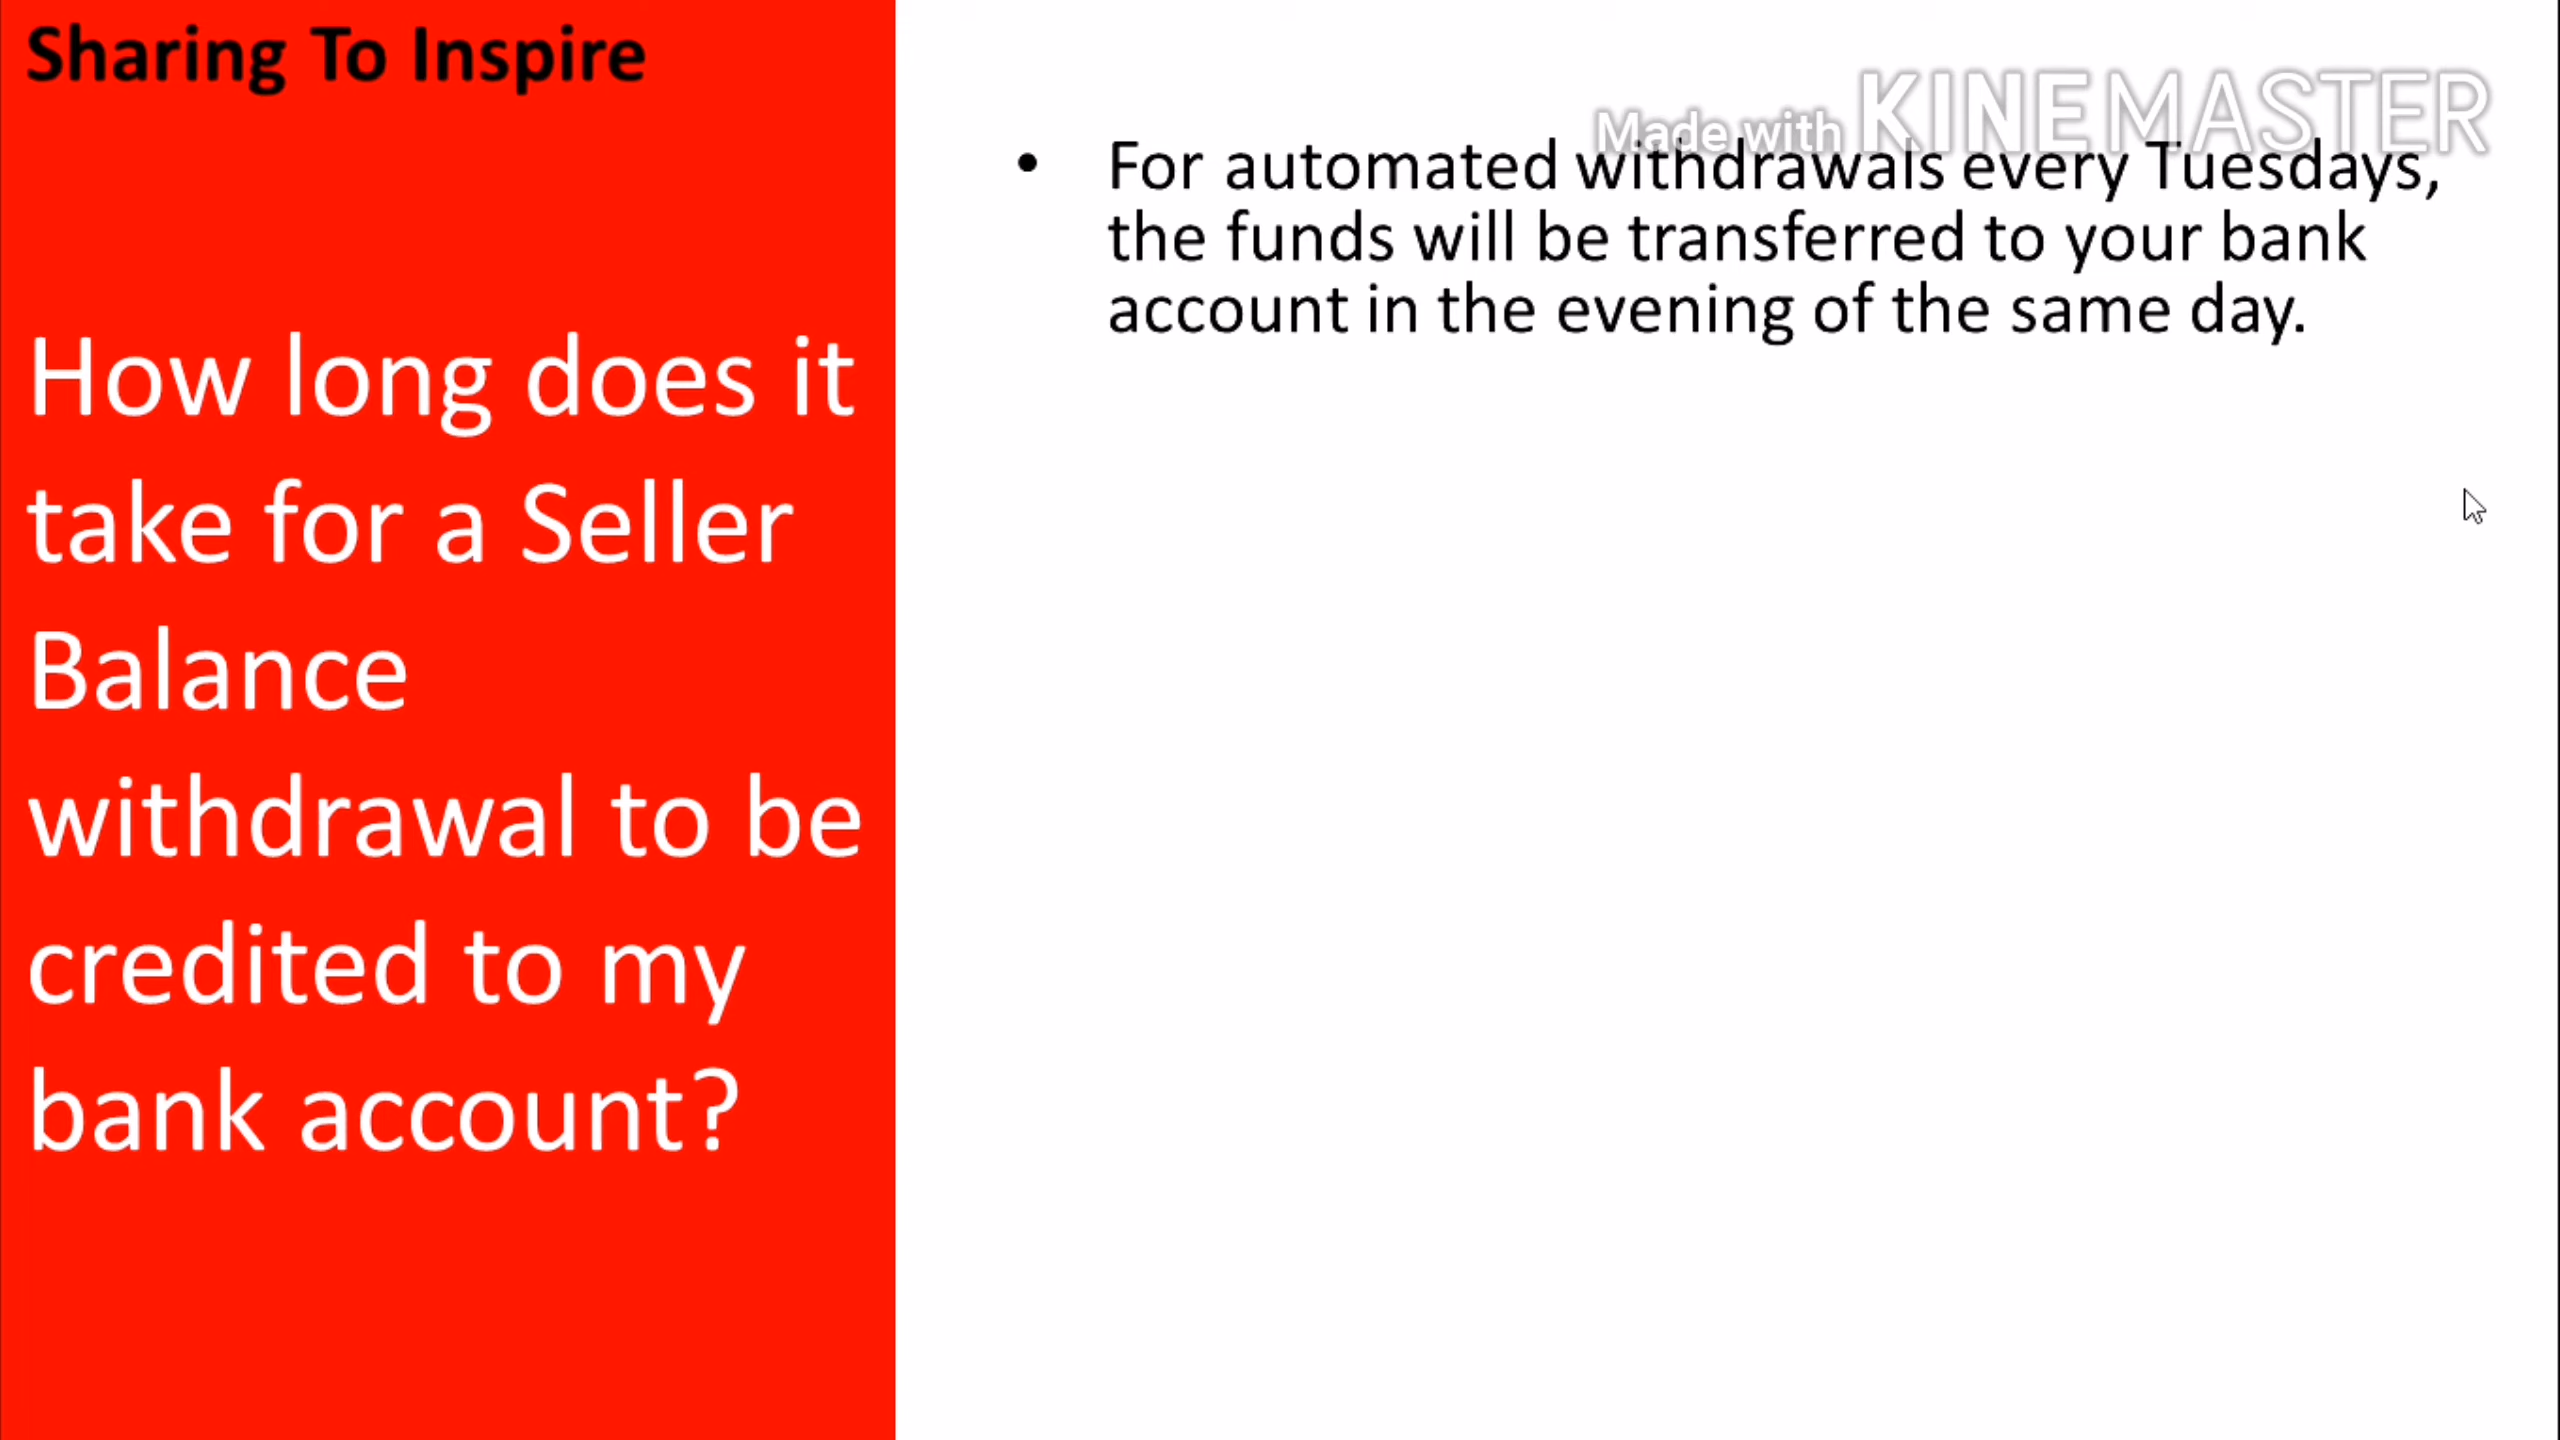 Sharing To Inspire
How long does it
take for a Seller
Balance
withdrawal to be
credited to my
bank account?
Made with KINEMASTER
• For automated withdrawals every Tuesdays,
the funds will be transferred to your bank
account in the evening of the same day.